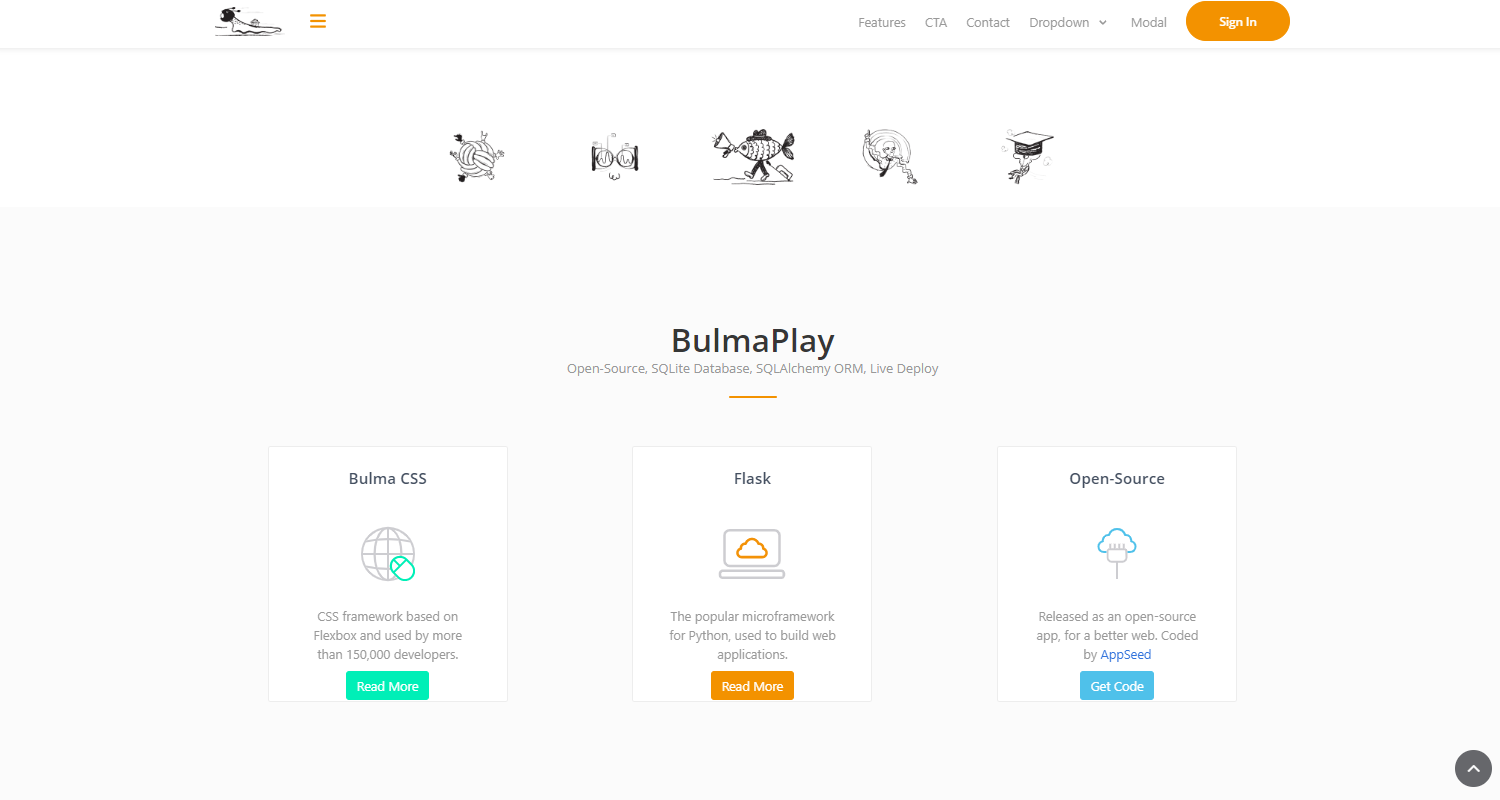 Features CTA Contact Dropdown Modal Sign In
BulmaPlay
Open-Source, SQLite Database, SQLAlchemy ORM, Live Deploy
Bulma CSS
CSS framework based on
Flexbox and used by more
than 150,000 developers.
Read More
Flask
The popular microframework
for Python, used to build web
applications.
Read More
Open-Source
Released as an open-source
app, for a better web. Coded
by AppSeed
Get Code